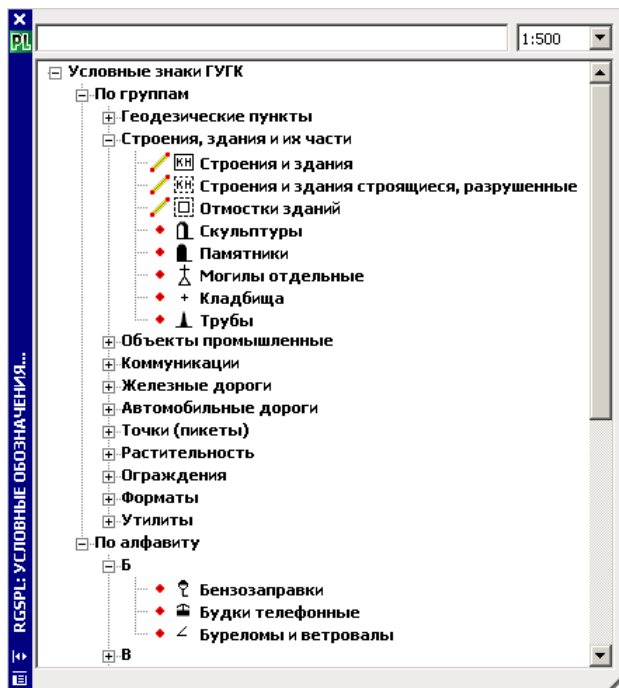 PL
1:500
Условные знаки ГУГК
По группам
Геодезические пункты
Строения, здания и их части
КН Строения и здания
КН Строения и здания строящиеся, разрушенные
Отмостки зданий
Скульптуры
Памятники
Могилы отдельные
Кладбища
Трубы
Объекты промышленные
Коммуникации
Железные дороги
Автомобильные дороги
Точки (пикеты)
Растительность
Ограждения
Форматы
Утилиты
По алфавиту
Б
Бензозаправки
Будки телефонные
Буреломы и ветровалы
В
RGSPL: УСЛОВНЫЕ ОБОЗНАЧЕНИЯ...